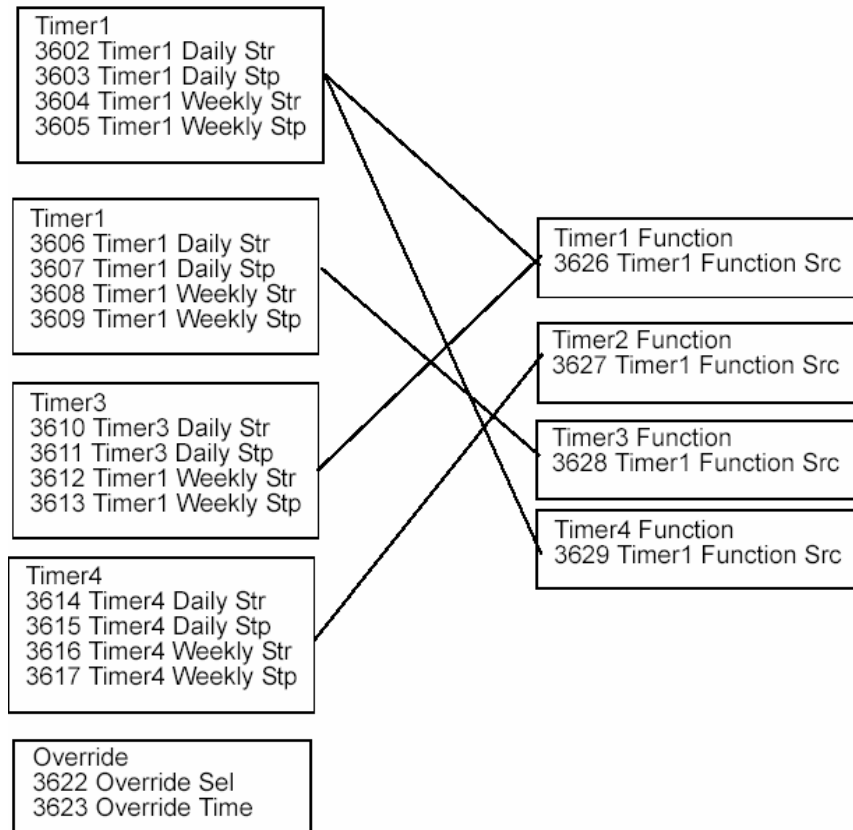 Timer1
3602 Timer1 Daily Str
3603 Timer1 Daily Stp
3604 Timer1 Weekly Str
3605 Timer1 Weekly Stp
Timer1
3606 Timer1 Daily Str
3607 Timer1 Daily Stp
3608 Timer1 Weekly Str
3609 Timer1 Weekly Stp
Timer3
3610 Timer3 Daily Str
3611 Timer3 Daily Stp
3612 Timer1 Weekly Str
3613 Timer1 Weekly Stp
Timer4
3614 Timer4 Daily Str
3615 Timer4 Daily Stp
3616 Timer4 Weekly Str
3617 Timer4 Weekly Stp
Override
3622 Override Sel
3623 Override Time
Timer1 Function
3626 Timer1 Function Src
Timer2 Function
3627 Timer1 Function Src
Timer3 Function
3628 Timer1 Function Src
Timer4 Function
3629 Timer1 Function Src